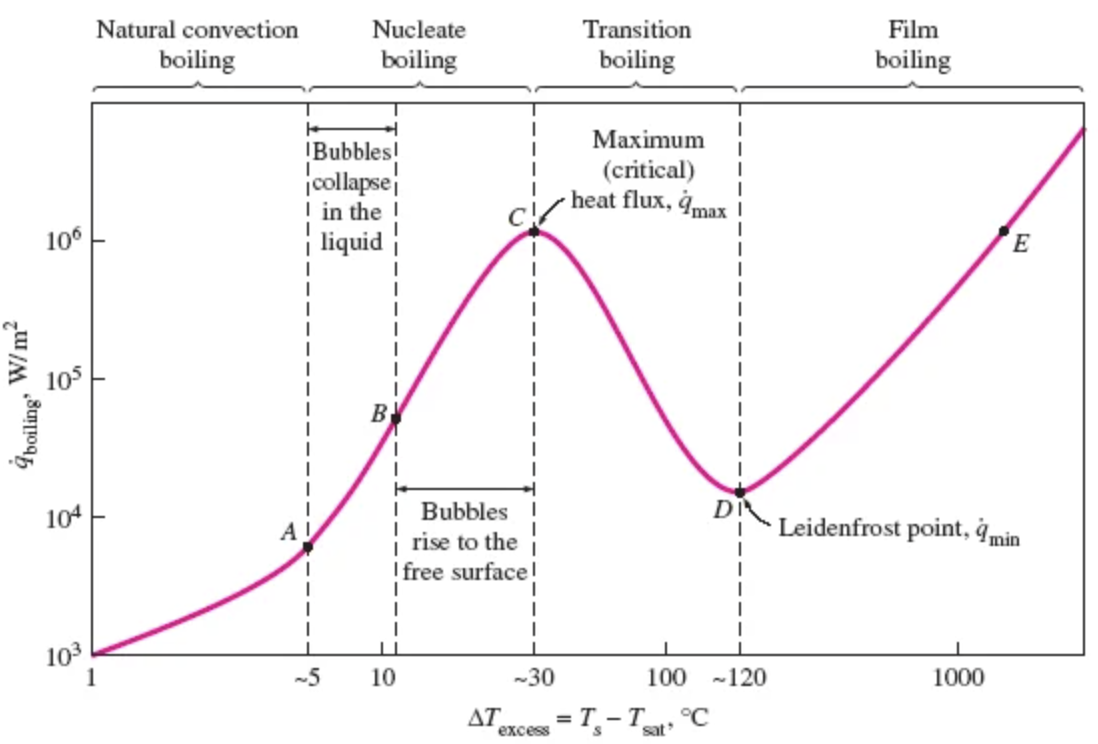 Natural convection
boiling
Nucleate
boiling
Transition
boiling
Film
boiling
Bubbles
collapse
in the
liquid
Maximum
(critical)
heat flux, q̇max
C
E
B
A
D
Bubbles
rise to the
free surface
Leidenfrost point, q̇min
10⁶
10⁵
10⁴
10³
q̇boiling, W/m²
1
~5
10
~30
100
~120
1000
ΔTexcess = Ts – Tsat, °C